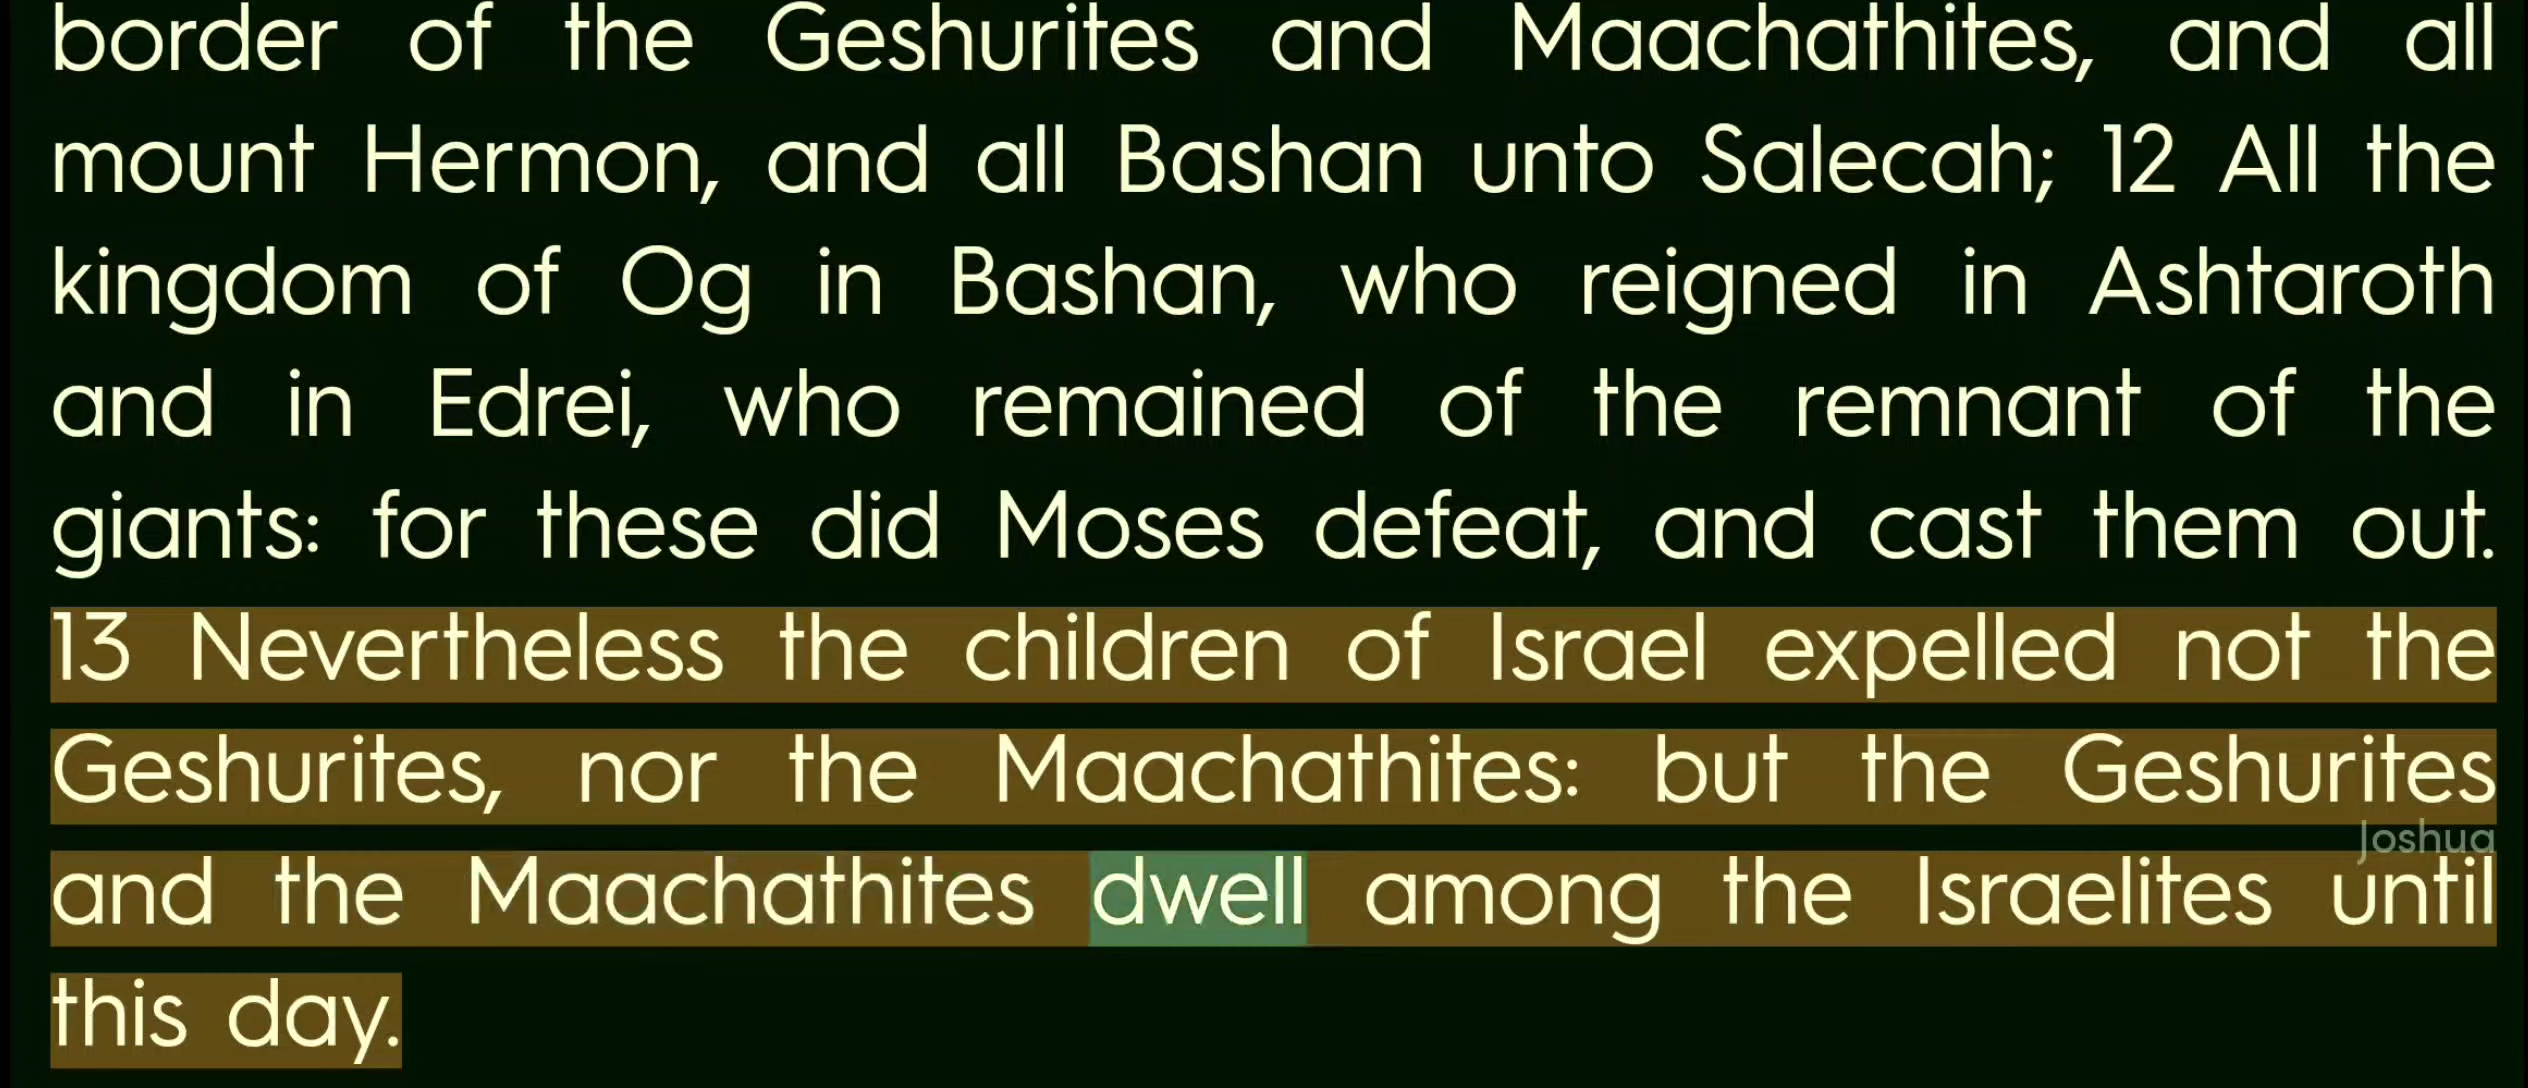 border of the Geshurites and Maachathites, and all
mount Hermon, and all Bashan unto Salecah; 12 All the
kingdom of Og in Bashan, who reigned in Ashtaroth
and in Edrei, who remained of the remnant of the
giants: for these did Moses defeat, and cast them out.
13 Nevertheless the children of Israel expelled not the
Geshurites, nor the Maachathites: but the Geshurites
Joshua
and the Maachathites dwell among the Israelites until
this day.